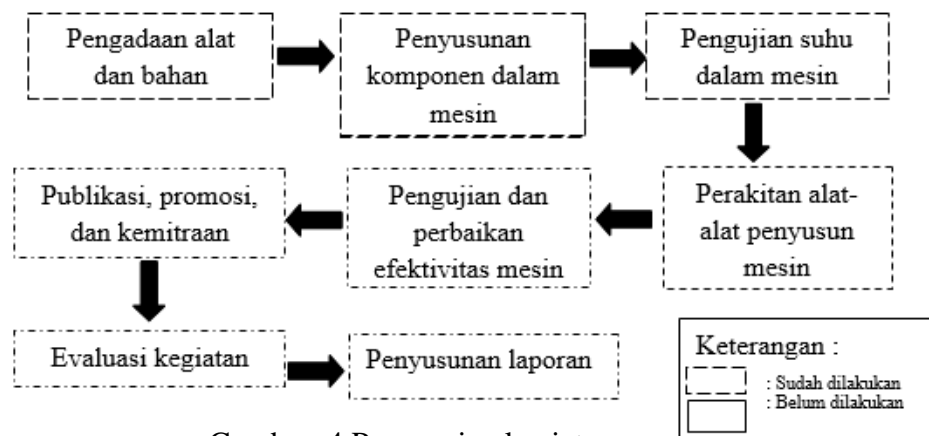 Pengadaan alat
dan bahan
Penyusunan
komponen dalam
mesin
Pengujian suhu
dalam mesin
Perakitan alat-
alat penyusun
mesin
Pengujian dan
perbaikan
efektivitas mesin
Publikasi, promosi,
dan kemitraan
Evaluasi kegiatan
Penyusunan laporan
Keterangan :
: Sudah dilakukan
: Belum dilakukan